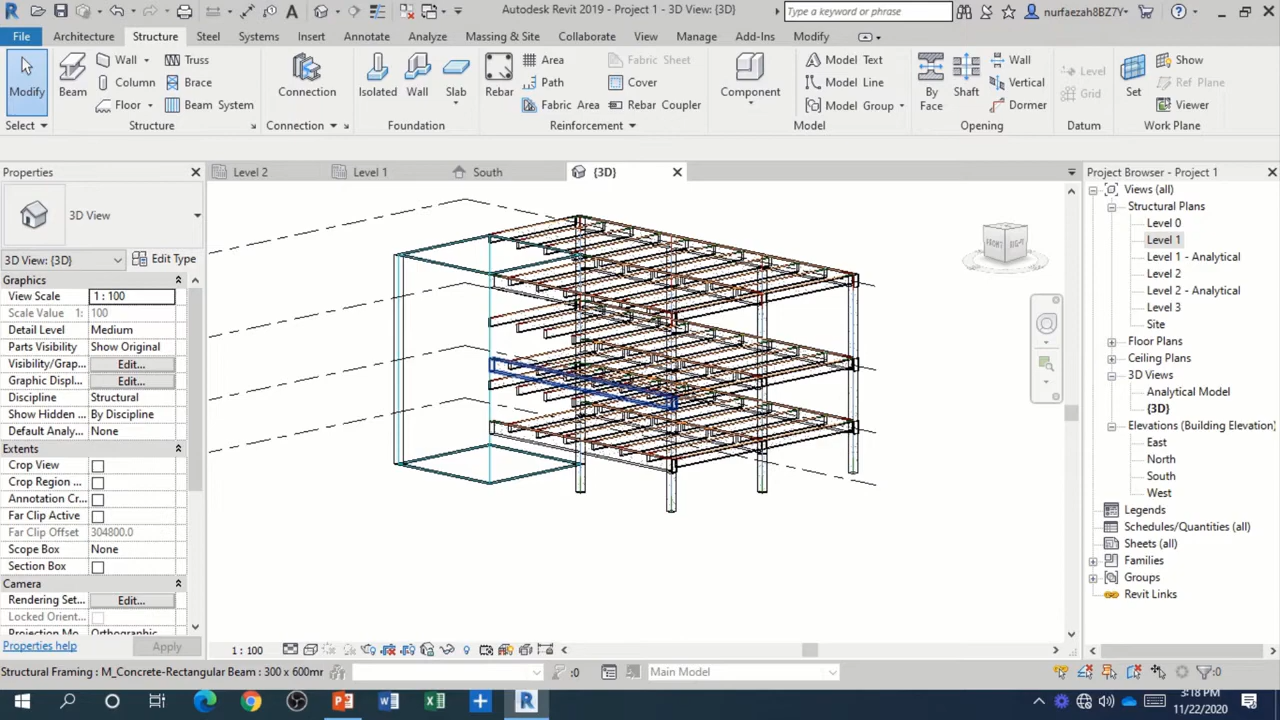 Autodesk Revit 2019 - Project 1 - 3D View: {3D}
Type a keyword or phrase
nurfaezah8BZ7Y
File Architecture Structure Steel Systems Insert Annotate Analyze Massing & Site Collaborate View Manage Add-Ins Modify
Modify
Select
Beam
Wall
Column
Floor
Truss
Brace
Beam System
Structure
Connection
Connection
Isolated
Wall
Slab
Foundation
Rebar
Area
Path
Fabric Area
Fabric Sheet
Cover
Rebar Coupler
Reinforcement
Component
Model Text
Model Line
Model Group
Model
By
Face
Shaft
Wall
Vertical
Dormer
Opening
Level
Grid
Datum
Set
Show
Ref Plane
Viewer
Work Plane
Properties
Level 2
Level 1
South
{3D}
Project Browser - Project 1
3D View
3D View: {3D}
Edit Type
Graphics
View Scale 1 : 100
Scale Value 1: 100
Detail Level Medium
Parts Visibility Show Original
Visibility/Grap... Edit...
Graphic Displ... Edit...
Discipline Structural
Show Hidden ... By Discipline
Default Analy... None
Extents
Crop View
Crop Region ...
Annotation Cr...
Far Clip Active
Far Clip Offset 304800.0
Scope Box None
Section Box
Camera
Rendering Set... Edit...
Locked Orient...
Projection Mo... Orthographic
Properties help
Apply
FRONT
RIGHT
Views (all)
Structural Plans
Level 0
Level 1
Level 1 - Analytical
Level 2
Level 2 - Analytical
Level 3
Site
Floor Plans
Ceiling Plans
3D Views
Analytical Model
{3D}
Elevations (Building Elevation)
East
North
South
West
Legends
Schedules/Quantities (all)
Sheets (all)
Families
Groups
Revit Links
1 : 100
Structural Framing : M_Concrete-Rectangular Beam : 300 x 600mr
:0
Main Model
:0
3:18 PM
11/22/2020